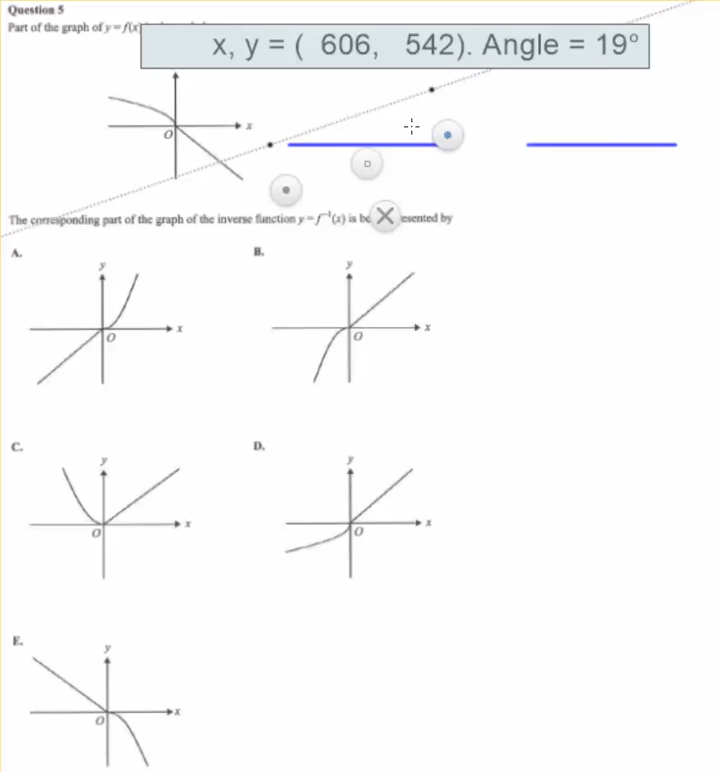 Question 5
Part of the graph of y = f(x)
x, y = ( 606, 542). Angle = 19°
x
O
The corresponding part of the graph of the inverse function y = f⁻¹(x) is be esented by
A.
B.
y
x
O
y
x
O
C.
D.
y
x
O
y
x
O
E.
y
x
O